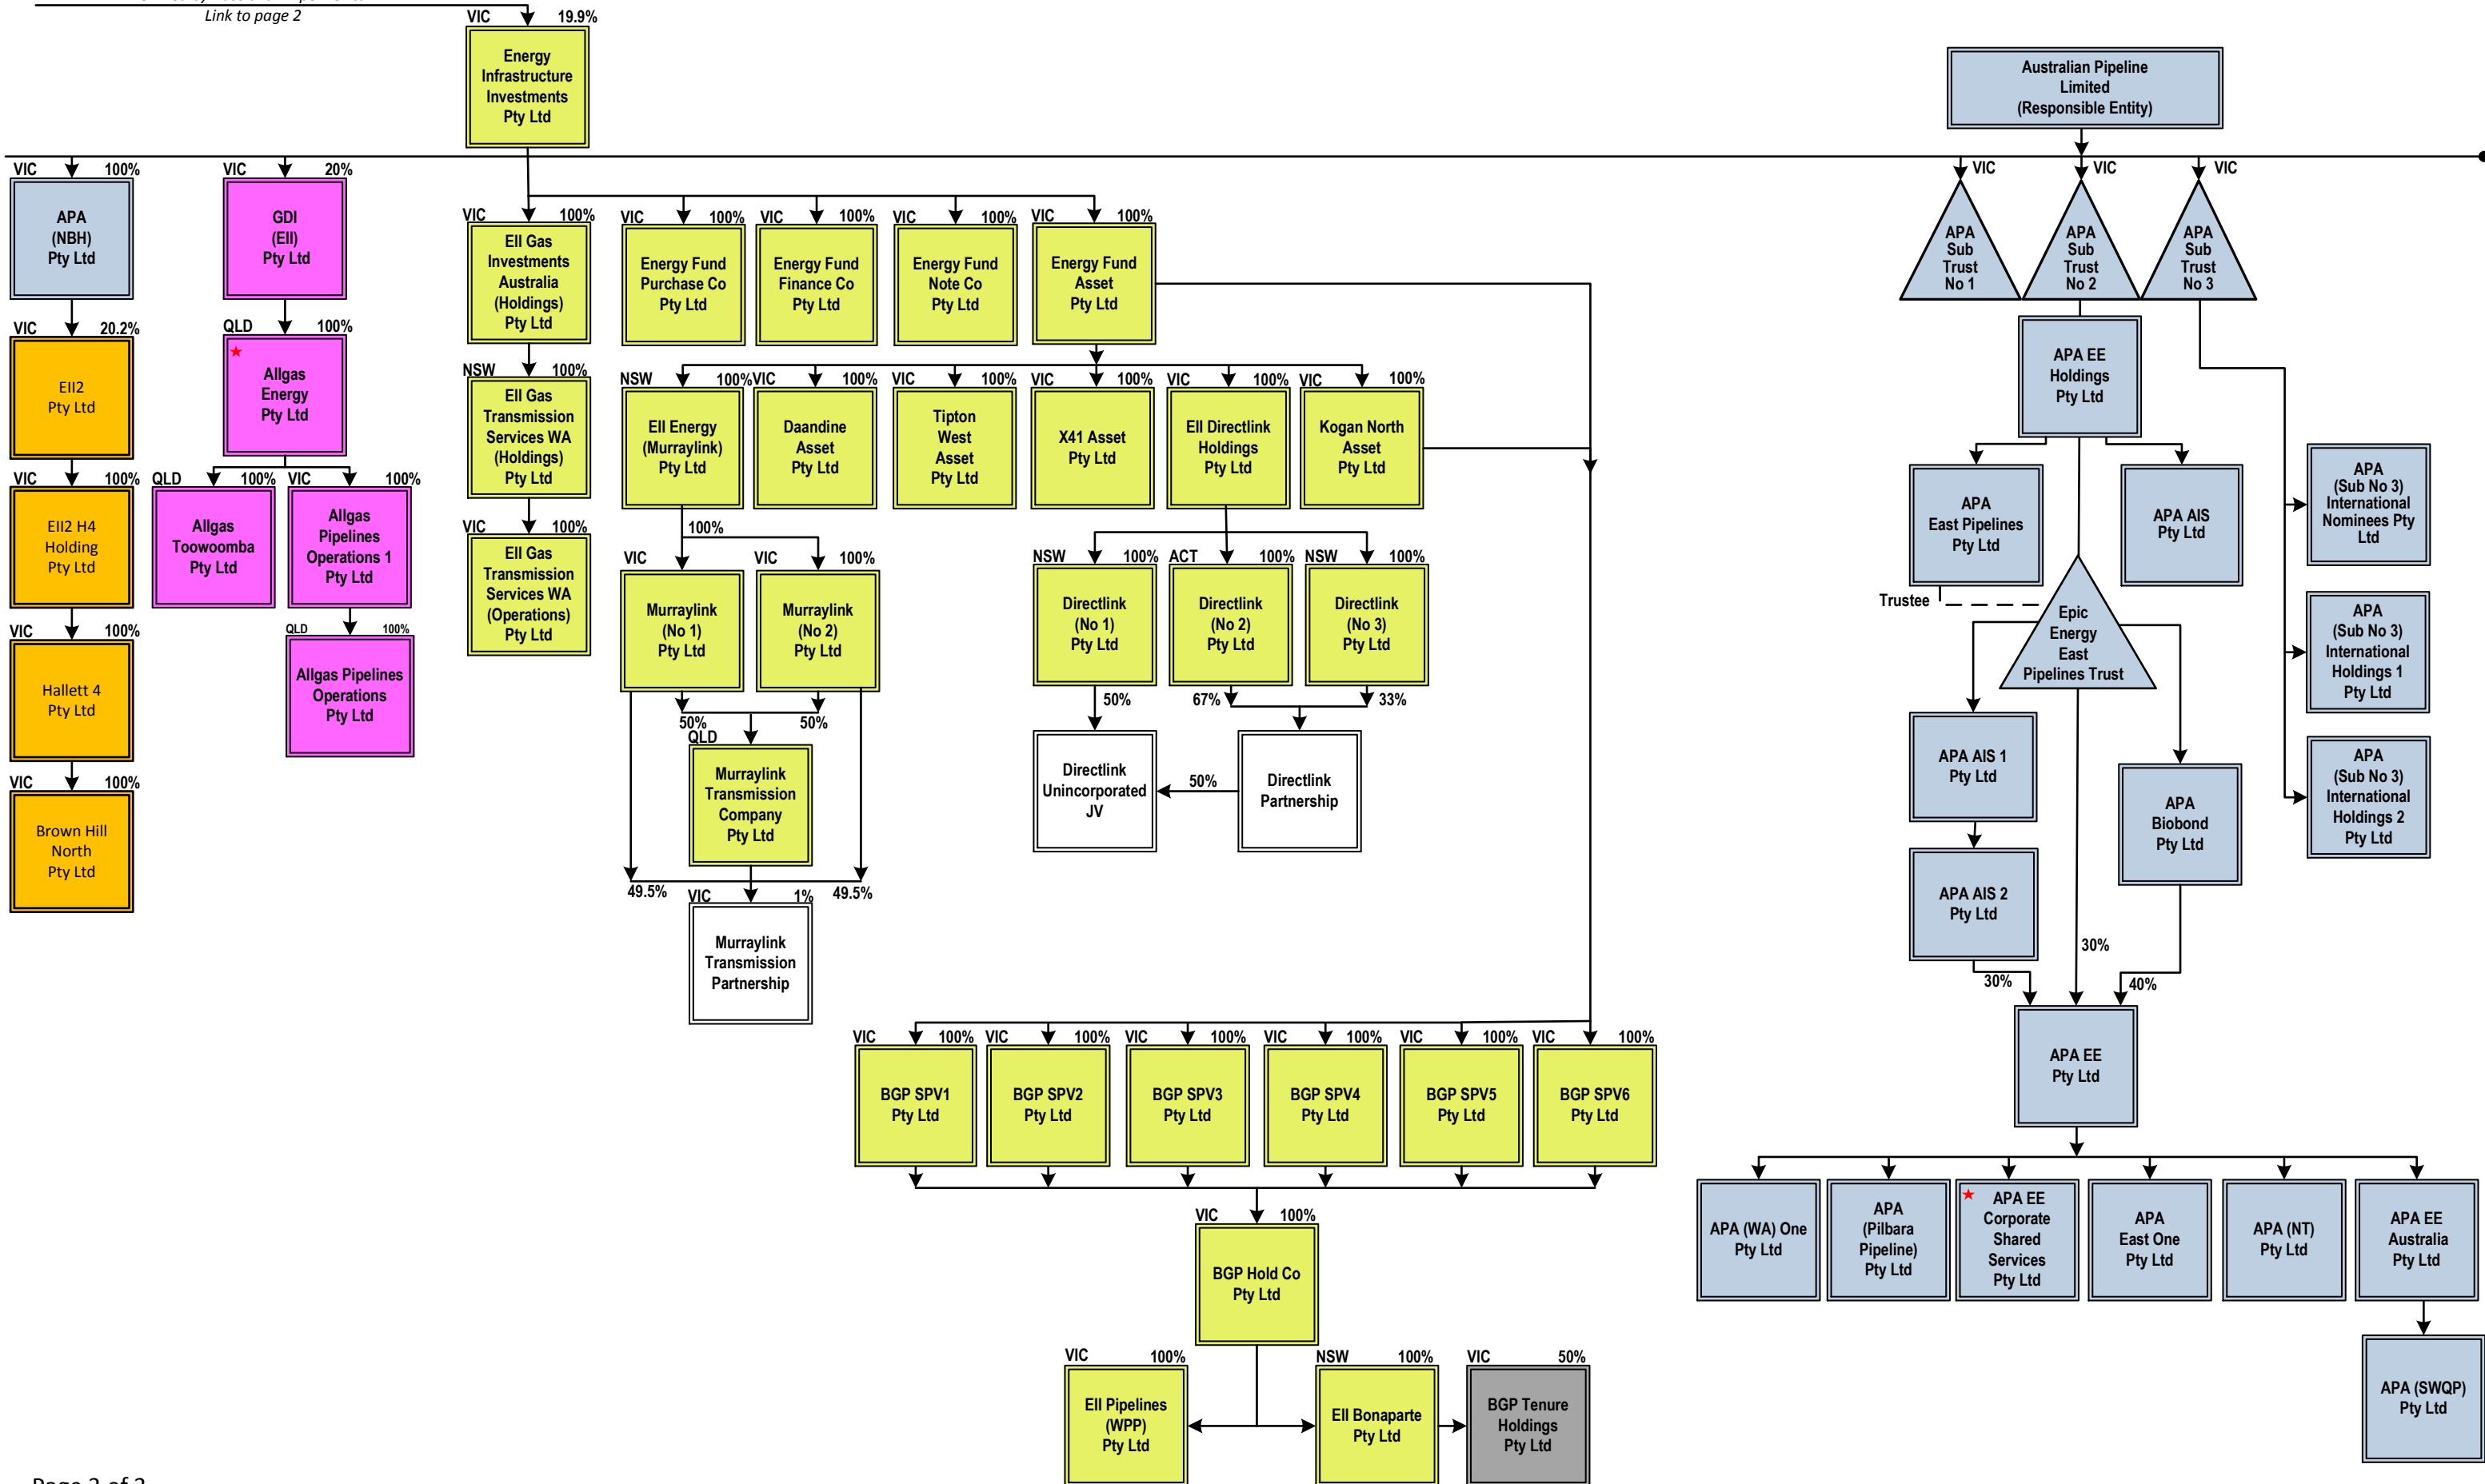 Link to page 2
VIC 19.9%
Energy
Infrastructure
Investments
Pty Ltd
Australian Pipeline
Limited
(Responsible Entity)
VIC 100%
APA
(NBH)
Pty Ltd
VIC 20%
GDI
(EII)
Pty Ltd
VIC 100%
EII Gas
Investments
Australia
(Holdings)
Pty Ltd
VIC 100%
Energy Fund
Purchase Co
Pty Ltd
VIC 100%
Energy Fund
Finance Co
Pty Ltd
VIC 100%
Energy Fund
Note Co
Pty Ltd
VIC 100%
Energy Fund
Asset
Pty Ltd
VIC
APA
Sub
Trust
No 1
VIC
APA
Sub
Trust
No 2
VIC
APA
Sub
Trust
No 3
VIC 20.2%
EII2
Pty Ltd
QLD 100%
Allgas
Energy
Pty Ltd
NSW 100%
EII Gas
Transmission
Services WA
(Holdings)
Pty Ltd
NSW 100%
EII Energy
(Murraylink)
Pty Ltd
VIC 100%
Daandine
Asset
Pty Ltd
VIC 100%
Tipton
West
Asset
Pty Ltd
VIC 100%
X41 Asset
Pty Ltd
VIC 100%
EII Directlink
Holdings
Pty Ltd
VIC 100%
Kogan North
Asset
Pty Ltd
APA EE
Holdings
Pty Ltd
VIC 100%
EII2 H4
Holding
Pty Ltd
QLD 100%
Allgas
Toowoomba
Pty Ltd
VIC 100%
Allgas
Pipelines
Operations 1
Pty Ltd
VIC 100%
EII Gas
Transmission
Services WA
(Operations)
Pty Ltd
100%
VIC
Murraylink
(No 1)
Pty Ltd
VIC 100%
Murraylink
(No 2)
Pty Ltd
NSW 100%
Directlink
(No 1)
Pty Ltd
ACT 100%
Directlink
(No 2)
Pty Ltd
NSW 100%
Directlink
(No 3)
Pty Ltd
APA
East Pipelines
Pty Ltd
APA AIS
Pty Ltd
APA
(Sub No 3)
International
Nominees Pty
Ltd
Trustee
Epic
Energy
East
Pipelines Trust
APA
(Sub No 3)
International
Holdings 1
Pty Ltd
VIC 100%
Hallett 4
Pty Ltd
QLD 100%
Allgas Pipelines
Operations
Pty Ltd
50% 50%
QLD
Murraylink
Transmission
Company
Pty Ltd
50%
67% 33%
Directlink
Unincorporated
JV
50%
Directlink
Partnership
APA AIS 1
Pty Ltd
APA
Biobond
Pty Ltd
APA
(Sub No 3)
International
Holdings 2
Pty Ltd
VIC 100%
Brown Hill
North
Pty Ltd
49.5% 49.5%
VIC 1%
Murraylink
Transmission
Partnership
APA AIS 2
Pty Ltd
30%
30%
40%
APA EE
Pty Ltd
VIC 100%
BGP SPV1
Pty Ltd
VIC 100%
BGP SPV2
Pty Ltd
VIC 100%
BGP SPV3
Pty Ltd
VIC 100%
BGP SPV4
Pty Ltd
VIC 100%
BGP SPV5
Pty Ltd
VIC 100%
BGP SPV6
Pty Ltd
APA (WA) One
Pty Ltd
APA
(Pilbara
Pipeline)
Pty Ltd
APA EE
Corporate
Shared
Services
Pty Ltd
APA
East One
Pty Ltd
APA (NT)
Pty Ltd
APA EE
Australia
Pty Ltd
VIC 100%
BGP Hold Co
Pty Ltd
VIC 100%
EII Pipelines
(WPP)
Pty Ltd
NSW 100%
EII Bonaparte
Pty Ltd
VIC 50%
BGP Tenure
Holdings
Pty Ltd
APA (SWQP)
Pty Ltd